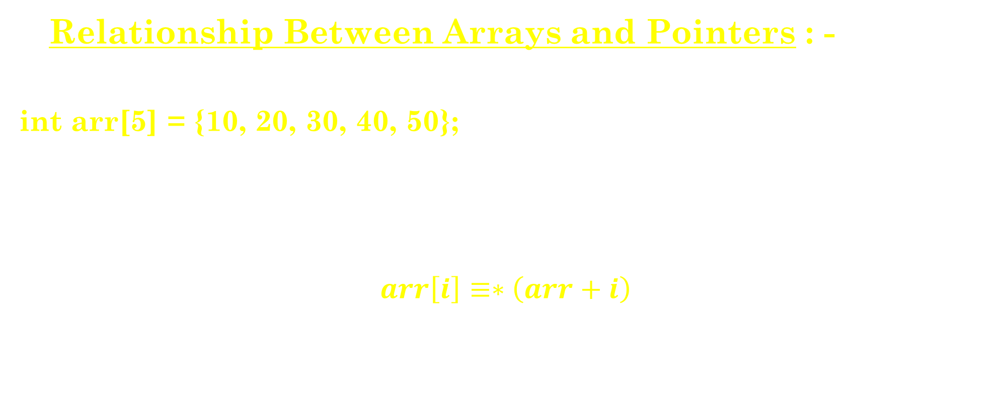 Relationship Between Arrays and Pointers : -
int arr[5] = {10, 20, 30, 40, 50};
arr[i] ≡* (arr + i)